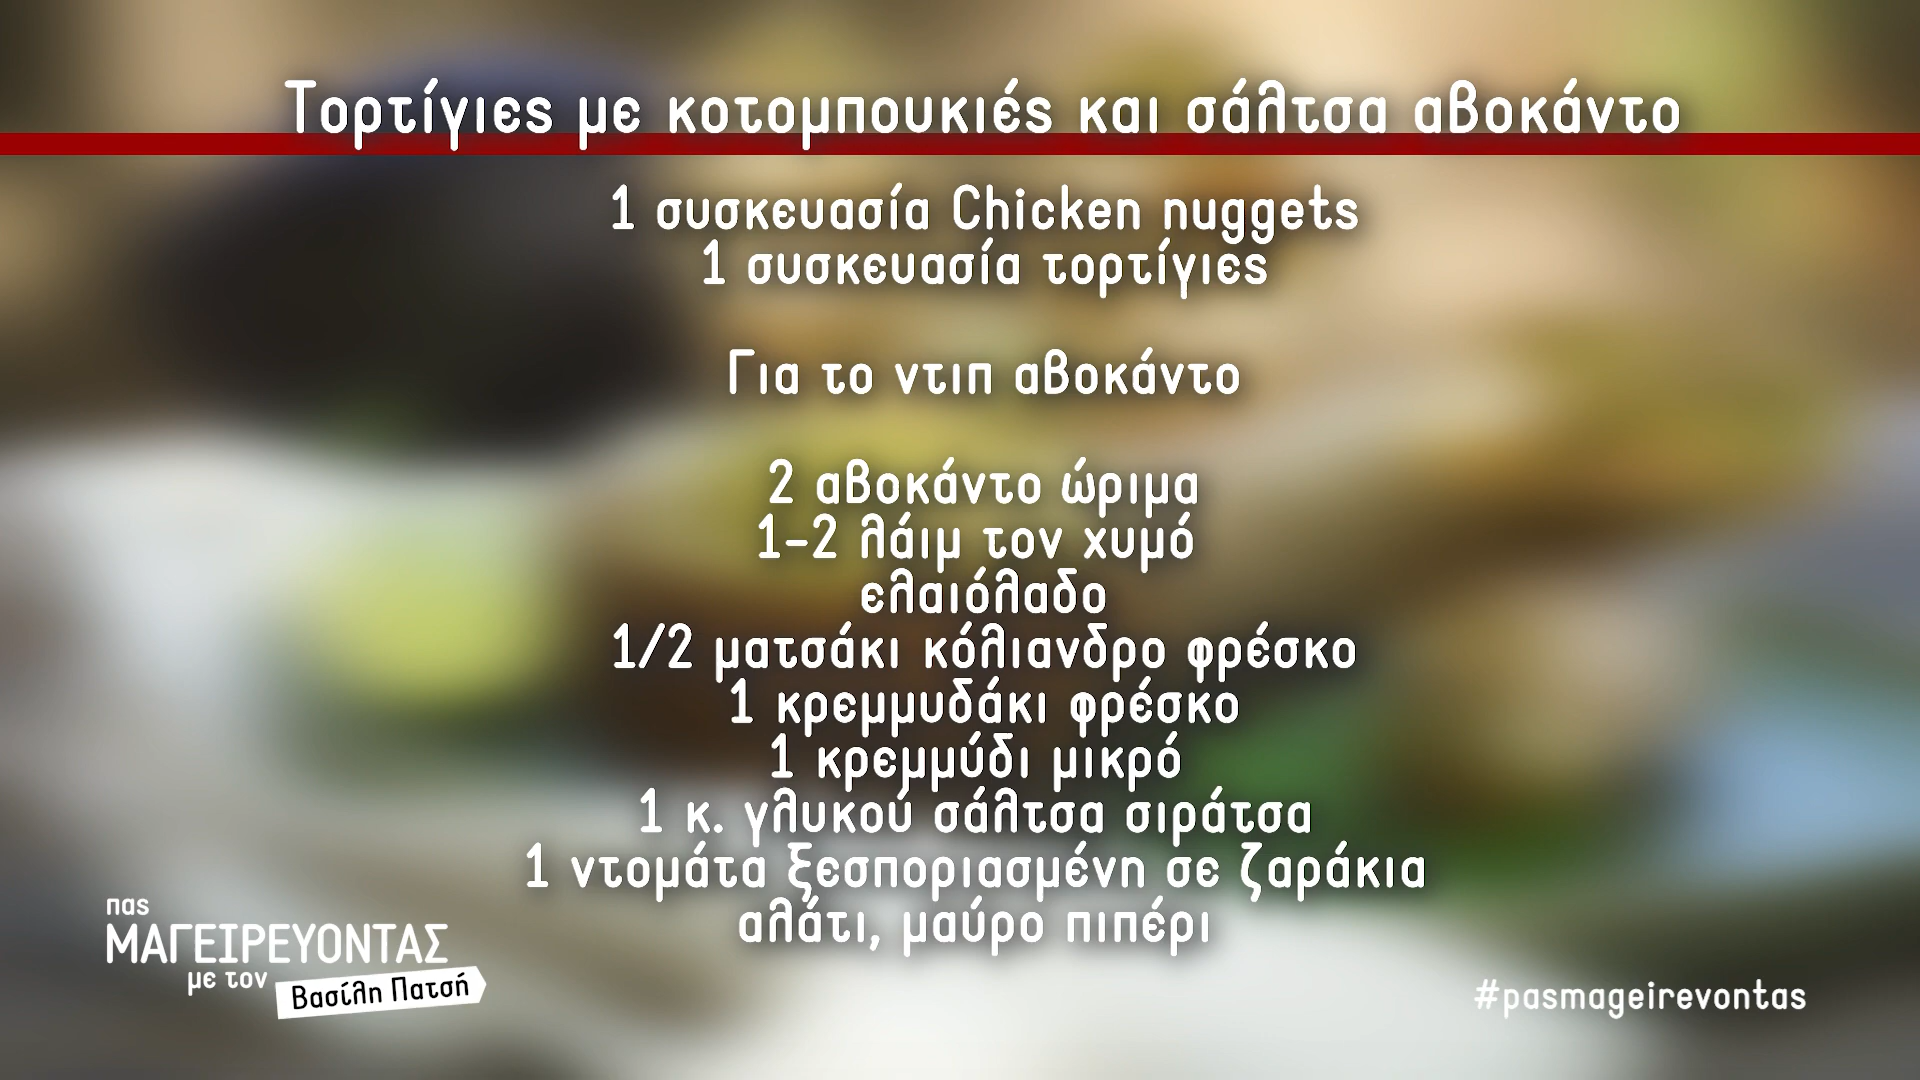 Τορτίγιες με κοτομπουκιές και σάλτσα αβοκάντο
1 συσκευασία Chicken nuggets
1 συσκευασία τορτίγιες
Για το ντιπ αβοκάντο
2 αβοκάντο ώριμα
1-2 λάιμ τον χυμό
ελαιόλαδο
1/2 ματσάκι κόλιανδρο φρέσκο
1 κρεμμυδάκι φρέσκο
1 κρεμμύδι μικρό
1 κ. γλυκού σάλτσα σιράτσα
1 ντομάτα ξεσποριασμένη σε ζαράκια
αλάτι, μαύρο πιπέρι
πας
ΜΑΓΕΙΡΕΥΟΝΤΑΣ
με τον
Βασίλη Πατσή
#pasmageirevontas